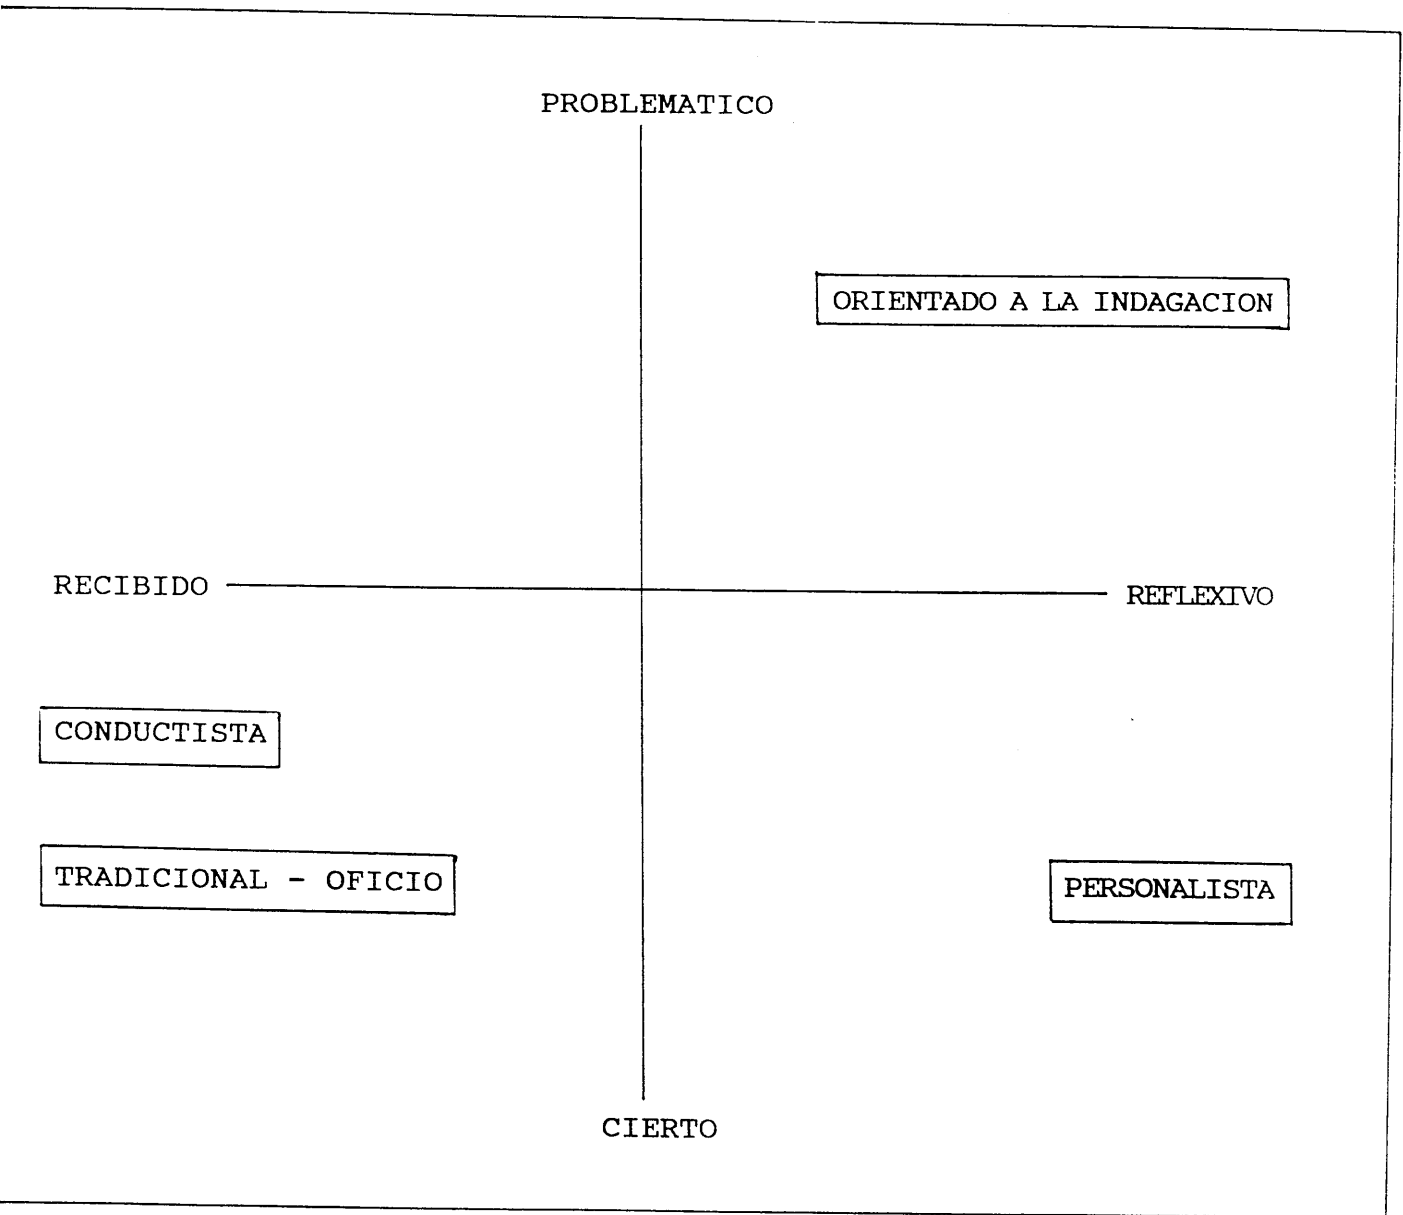 PROBLEMATICO
ORIENTADO A LA INDAGACION
RECIBIDO
REFLEXIVO
CONDUCTISTA
TRADICIONAL - OFICIO
PERSONALISTA
CIERTO